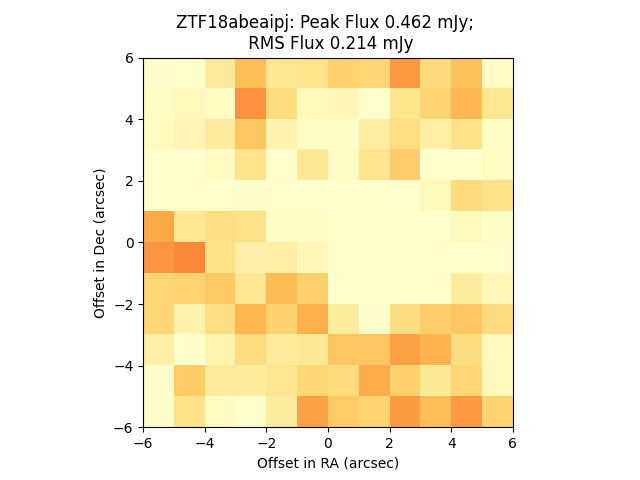 ZTF18abeaipj: Peak Flux 0.462 mJy;
RMS Flux 0.214 mJy
6
4
2
0
−2
−4
−6
Offset in Dec (arcsec)
−6 −4 −2 0 2 4 6
Offset in RA (arcsec)